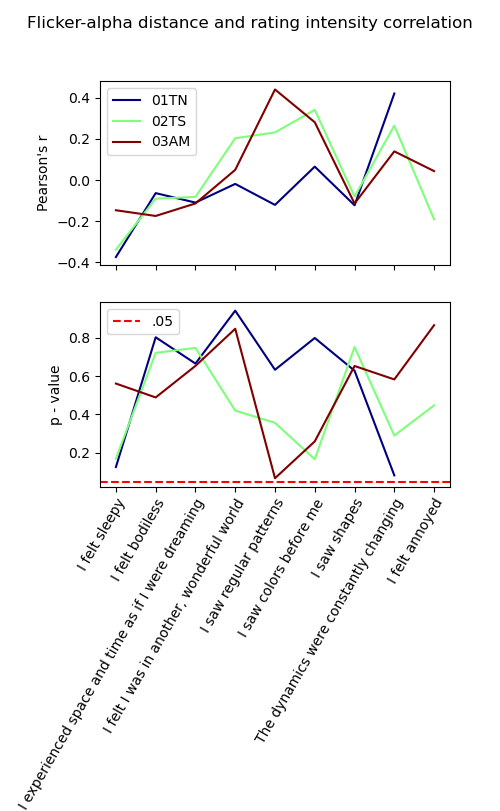 Flicker-alpha distance and rating intensity correlation
0.4
0.2
0.0
−0.2
−0.4
Pearson's r
01TN
02TS
03AM
0.8
0.6
0.4
0.2
p - value
.05
I felt sleepy
I felt bodiless
I experienced space and time as if I were dreaming
I felt I was in another, wonderful world
I saw regular patterns
I saw colors before me
I saw shapes
The dynamics were constantly changing
I felt annoyed